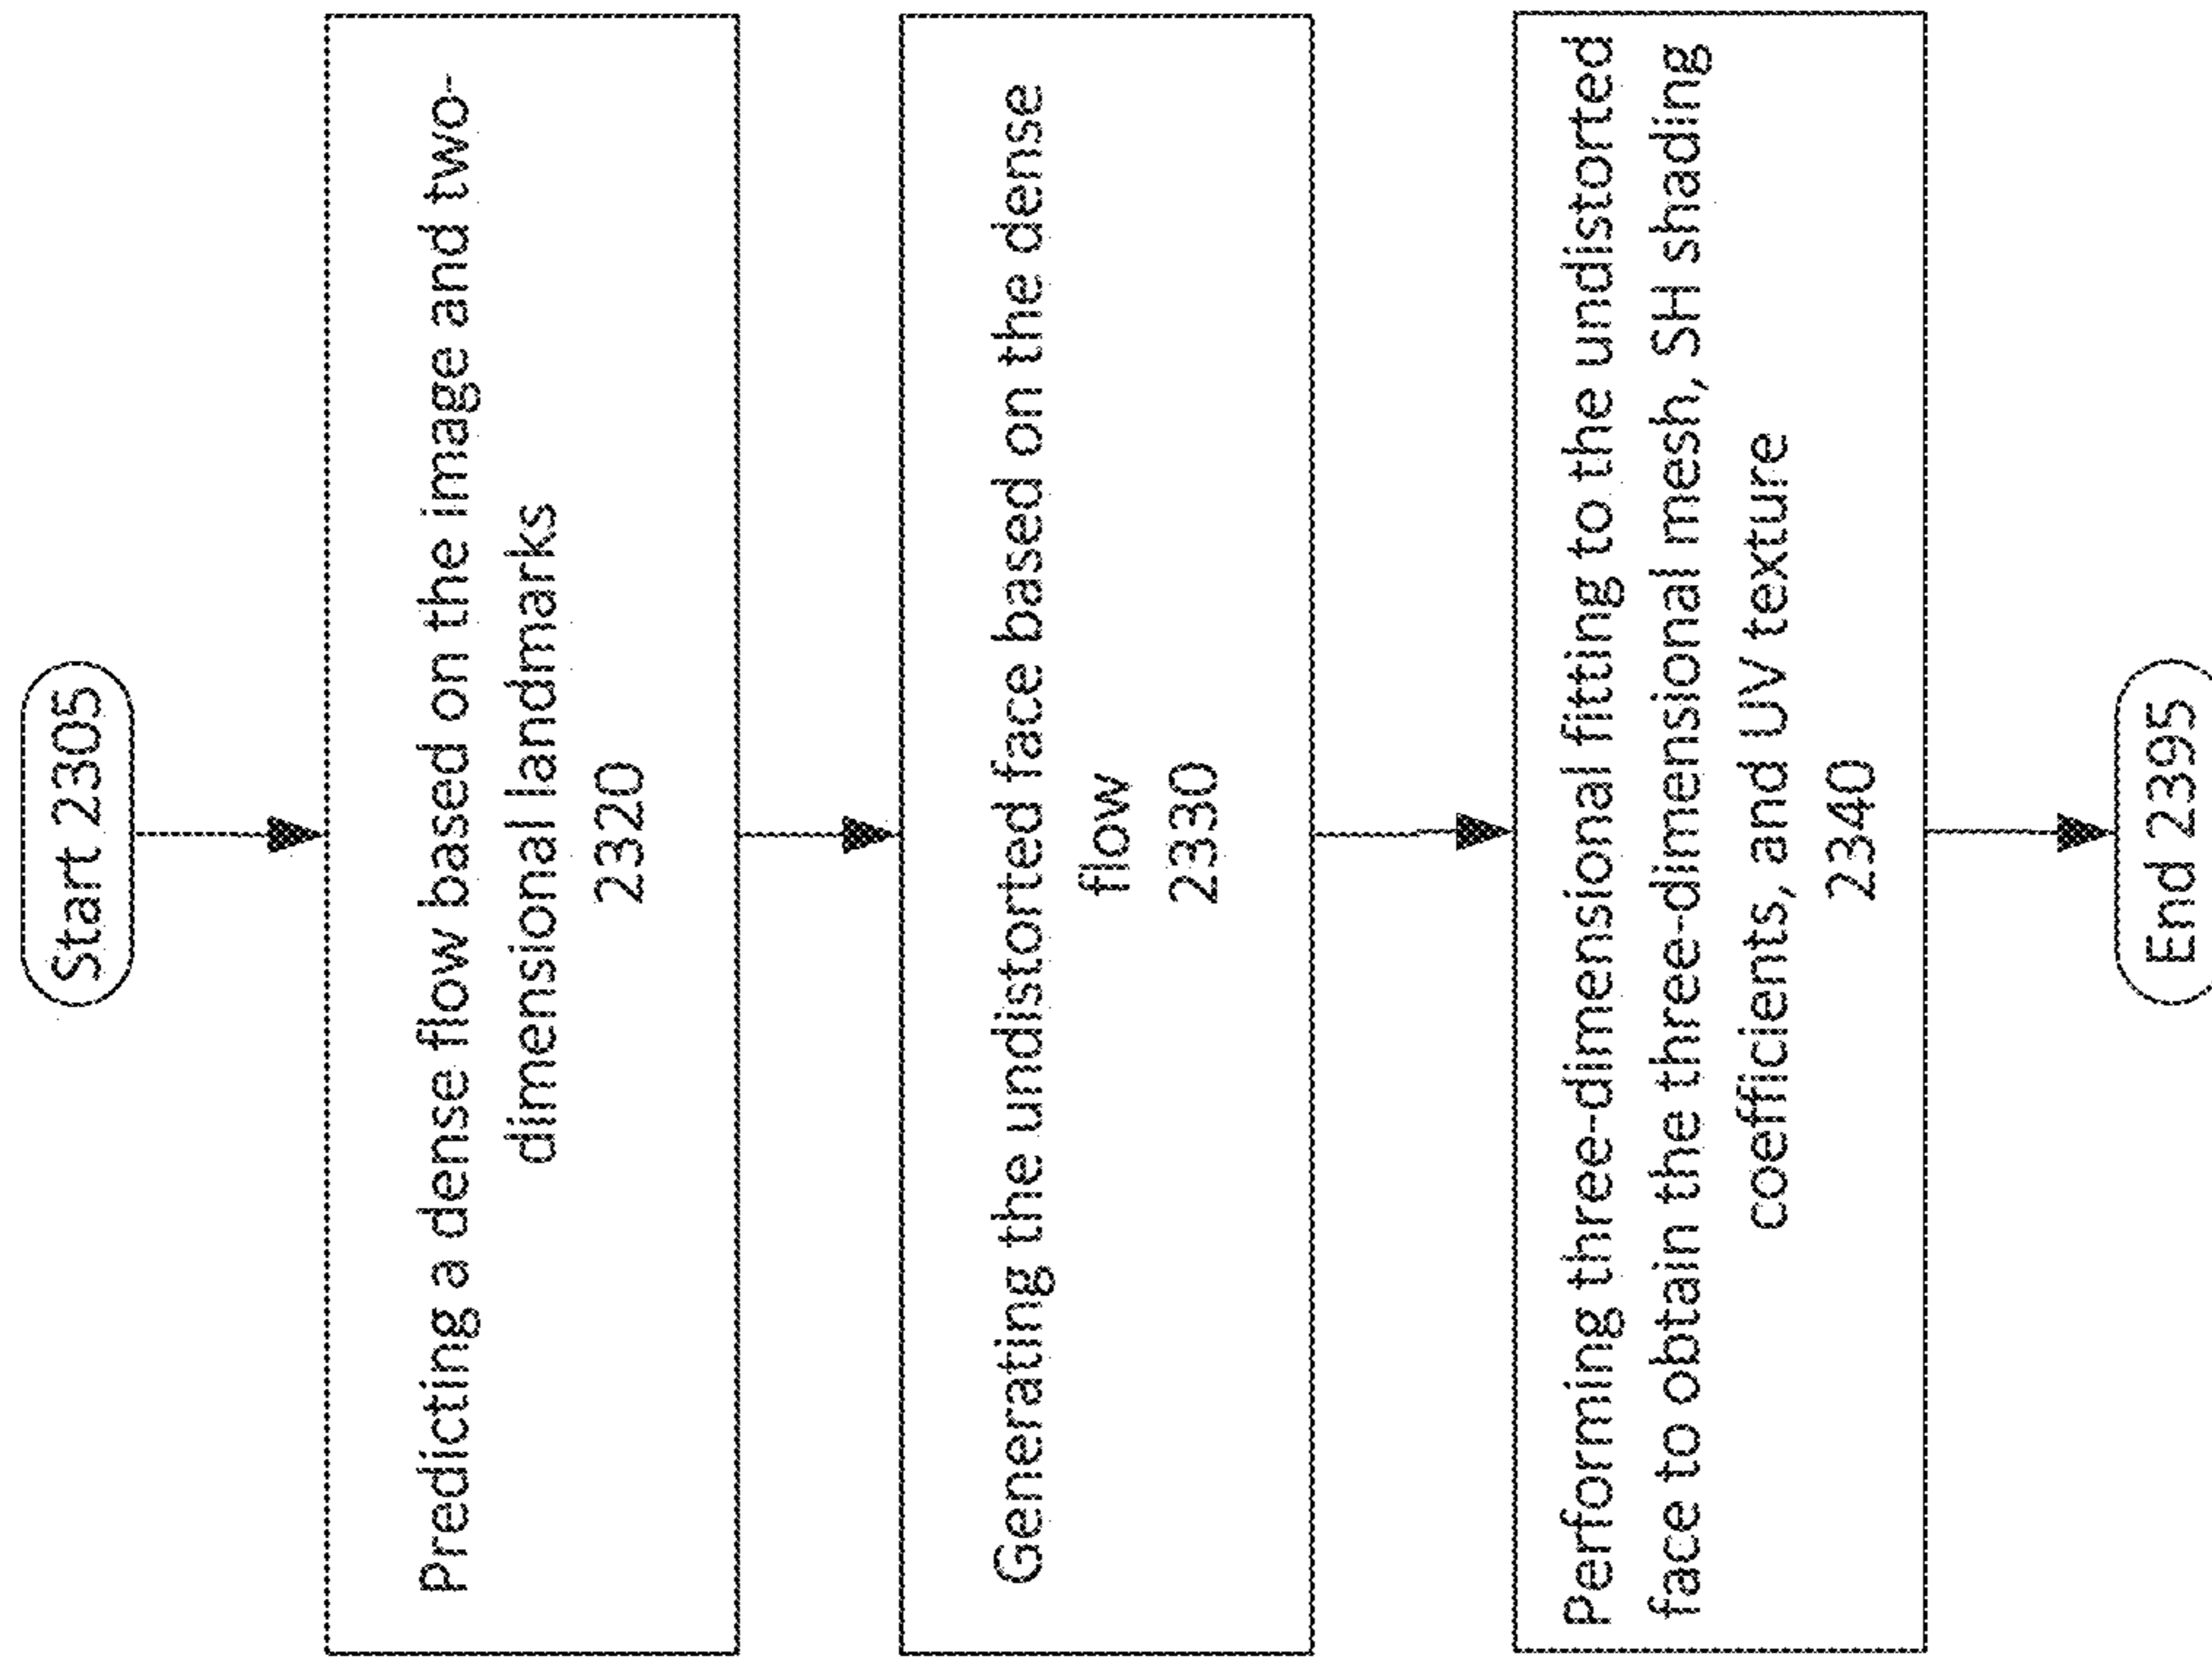 Start 2305
Predicting a dense flow based on the image and two-
dimensional landmarks
2320
Generating the undistorted face based on the dense
flow
2330
Performing three-dimensional fitting to the undistorted
face to obtain the three-dimensional mesh, SH shading
coefficients, and UV texture
2340
End 2395